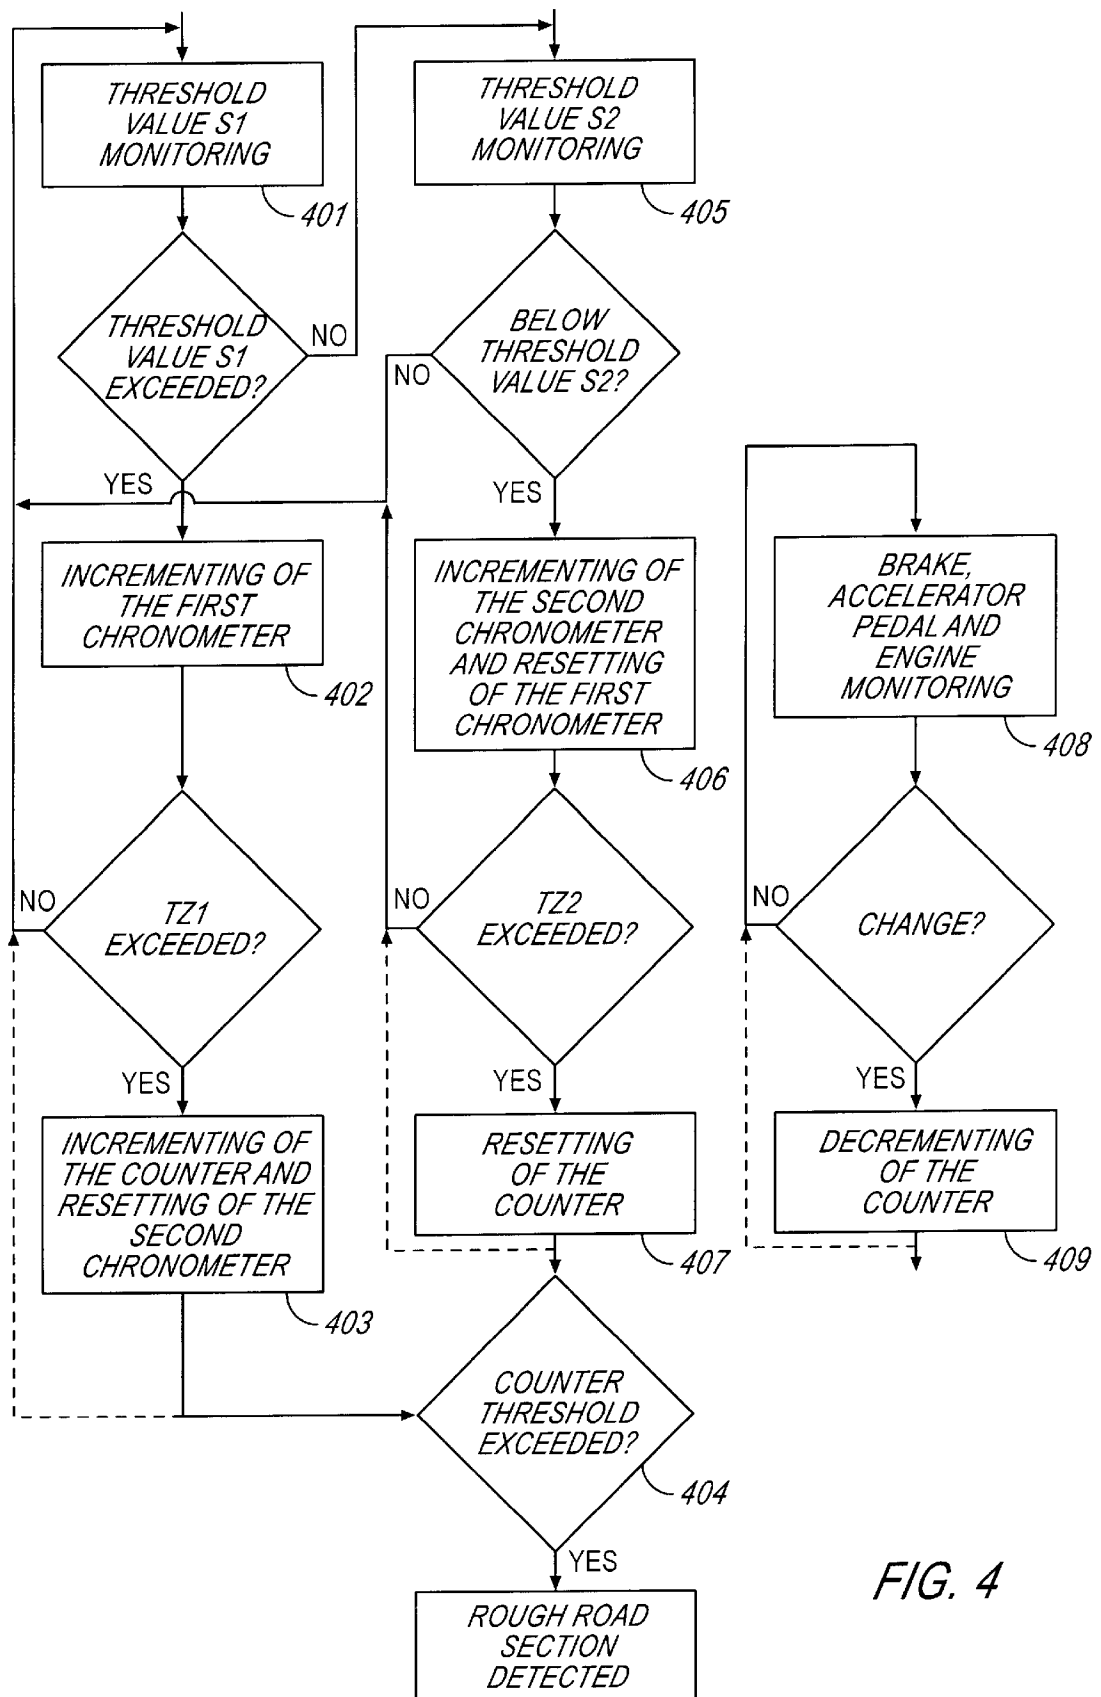 THRESHOLD
VALUE S1
MONITORING
401
THRESHOLD
VALUE S1
EXCEEDED?
NO
YES
INCREMENTING OF
THE FIRST
CHRONOMETER
402
TZ1
EXCEEDED?
NO
YES
INCREMENTING OF
THE COUNTER AND
RESETTING OF THE
SECOND
CHRONOMETER
403
THRESHOLD
VALUE S2
MONITORING
405
BELOW
THRESHOLD
VALUE S2?
NO
YES
INCREMENTING OF
THE SECOND
CHRONOMETER
AND RESETTING
OF THE FIRST
CHRONOMETER
406
TZ2
EXCEEDED?
NO
YES
RESETTING
OF THE
COUNTER
407
COUNTER
THRESHOLD
EXCEEDED?
404
YES
ROUGH ROAD
SECTION
DETECTED
BRAKE,
ACCELERATOR
PEDAL AND
ENGINE
MONITORING
408
CHANGE?
NO
YES
DECREMENTING
OF THE
COUNTER
409
FIG. 4